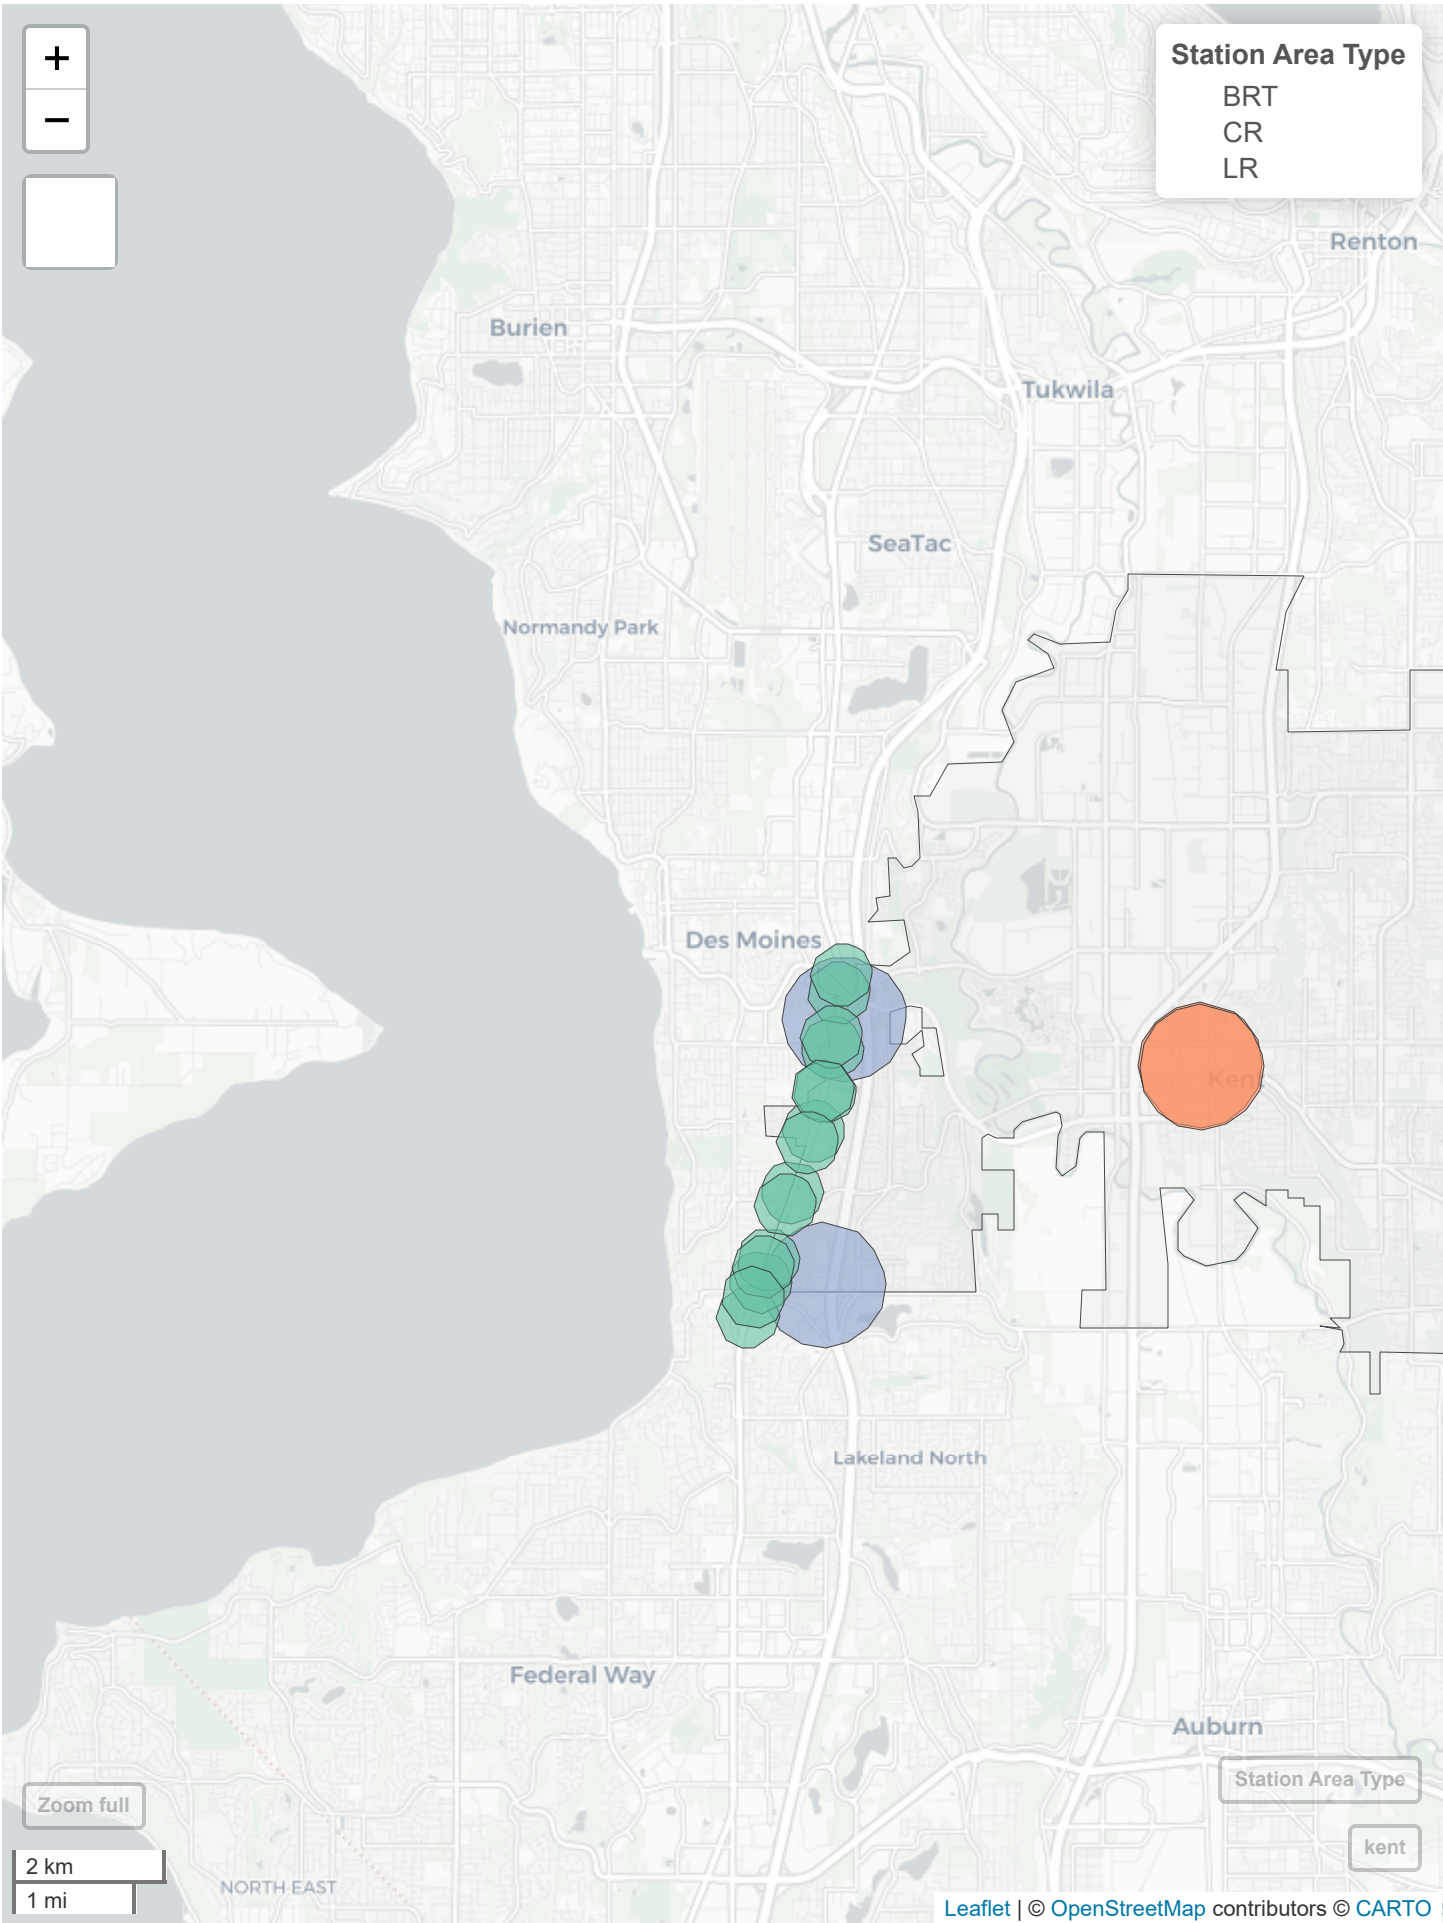 +
−
Station Area Type
BRT
CR
LR
Renton
Burien
Tukwila
SeaTac
Normandy Park
Des Moines
Kent
Lakeland North
Federal Way
Auburn
Station Area Type
Zoom full
kent
2 km
1 mi
NORTH EAST
Leaflet | © OpenStreetMap contributors © CARTO